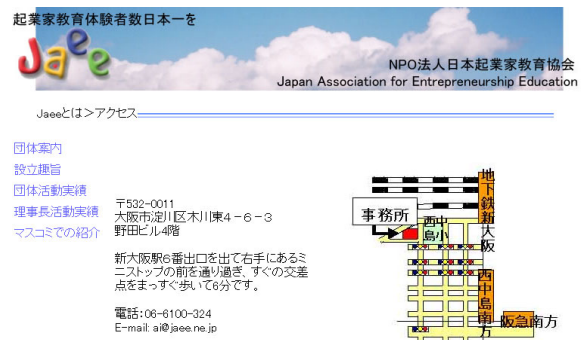 起業家教育体験者数日本一を
Jaee
NPO法人日本起業家教育協会
Japan Association for Entrepreneurship Education
Jaeeとは＞アクセス
団体案内
設立趣旨
団体活動実績
理事長活動実績
マスコミでの紹介
〒532-0011
大阪市淀川区木川東４－６－３
野田ビル4階
新大阪駅6番出口を出て右手にあるミ
ニストップの前を通り過ぎ、すぐの交差
点をまっすぐ歩いて6分です。
電話：06-6100-324
E-mail: ai@jaee.ne.jp
地下鉄新大阪
事務所
西中島小
西中島南方
阪急南方